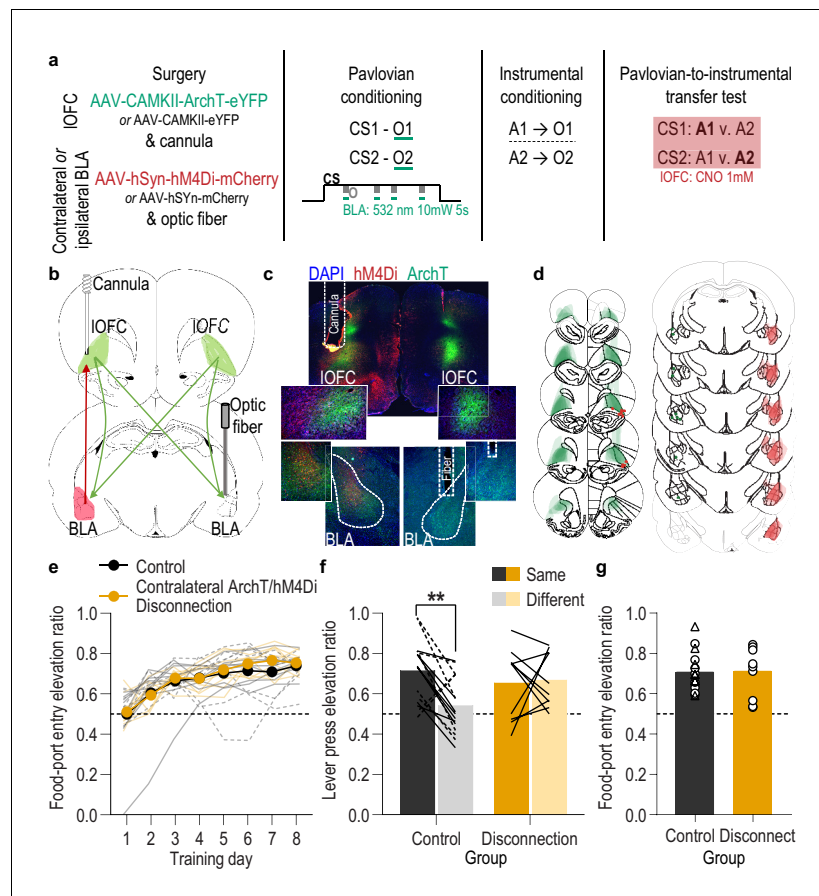 a
Surgery
lOFC
AAV-CAMKII-ArchT-eYFP
or AAV-CAMKII-eYFP
& cannula
Contralateral or
ipsilateral BLA
AAV-hSyn-hM4Di-mCherry
or AAV-hSYn-mCherry
& optic fiber
Pavlovian
conditioning
CS1 - O1
CS2 - O2
CS
O
BLA: 532 nm 10mW 5s
Instrumental
conditioning
A1 → O1
A2 → O2
Pavlovian-to-instrumental
transfer test
CS1: A1 v. A2
CS2: A1 v. A2
lOFC: CNO 1mM
b
Cannula
lOFC
lOFC
Optic
fiber
BLA
BLA
c
DAPI hM4Di ArchT
Cannula
lOFC
lOFC
Fiber
BLA
BLA
d
e
Control
Contralateral ArchT/hM4Di
Disconnection
Food-port entry elevation ratio
1.0
0.8
0.6
0.4
0.2
0.0
1 2 3 4 5 6 7 8
Training day
f
Same
Different
**
Lever press elevation ratio
1.0
0.8
0.6
0.4
0.2
0.0
Control Disconnection
Group
g
Food-port entry elevation ratio
1.0
0.8
0.6
0.4
0.2
0.0
Control Disconnect
Group